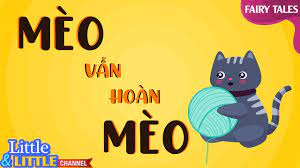 FAIRY TALES
MÈO
VẪN
HOÀN
MÈO
Little
& LITTLE
CHANNEL